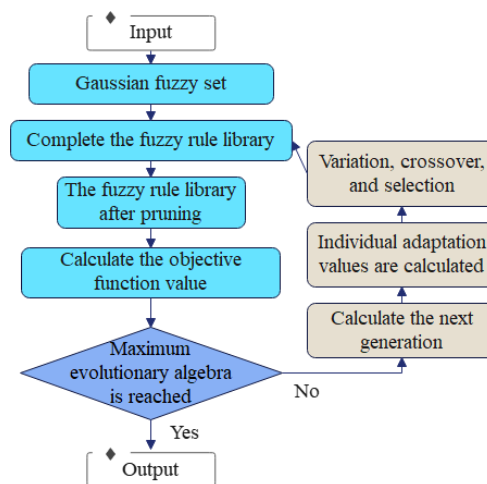 Input
Gaussian fuzzy set
Complete the fuzzy rule library
The fuzzy rule library
after pruning
Calculate the objective
function value
Maximum
evolutionary algebra
is reached
Yes
Output
No
Calculate the next
generation
Individual adaptation
values are calculated
Variation, crossover,
and selection